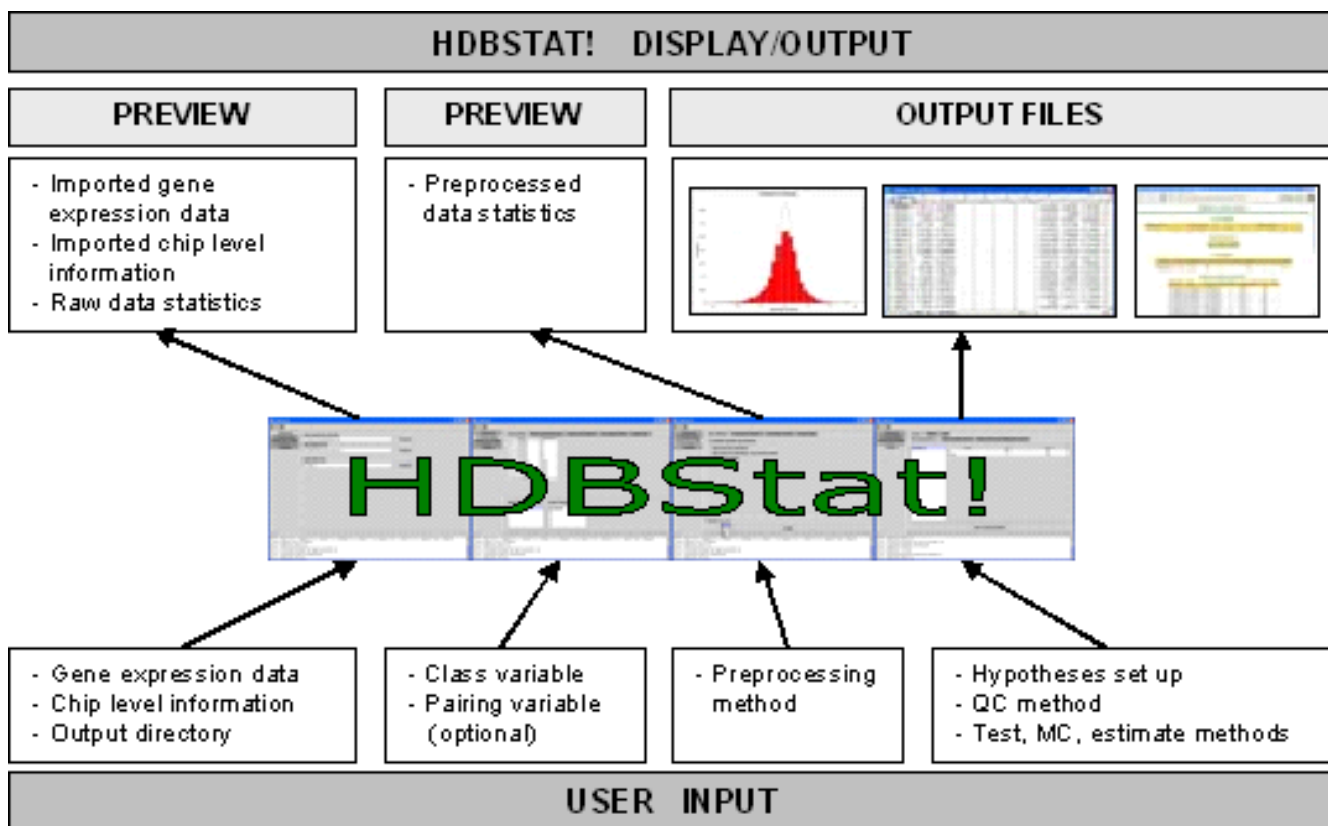 HDBSTAT! DISPLAY/OUTPUT
PREVIEW
- Imported gene
expression data
- Imported chip level
information
- Raw data statistics
PREVIEW
- Preprocessed
data statistics
OUTPUT FILES
HDBStat!
- Gene expression data
- Chip level information
- Output directory
- Class variable
- Pairing variable
(optional)
- Preprocessing
method
- Hypotheses set up
- QC method
- Test, MC, estimate methods
USER INPUT